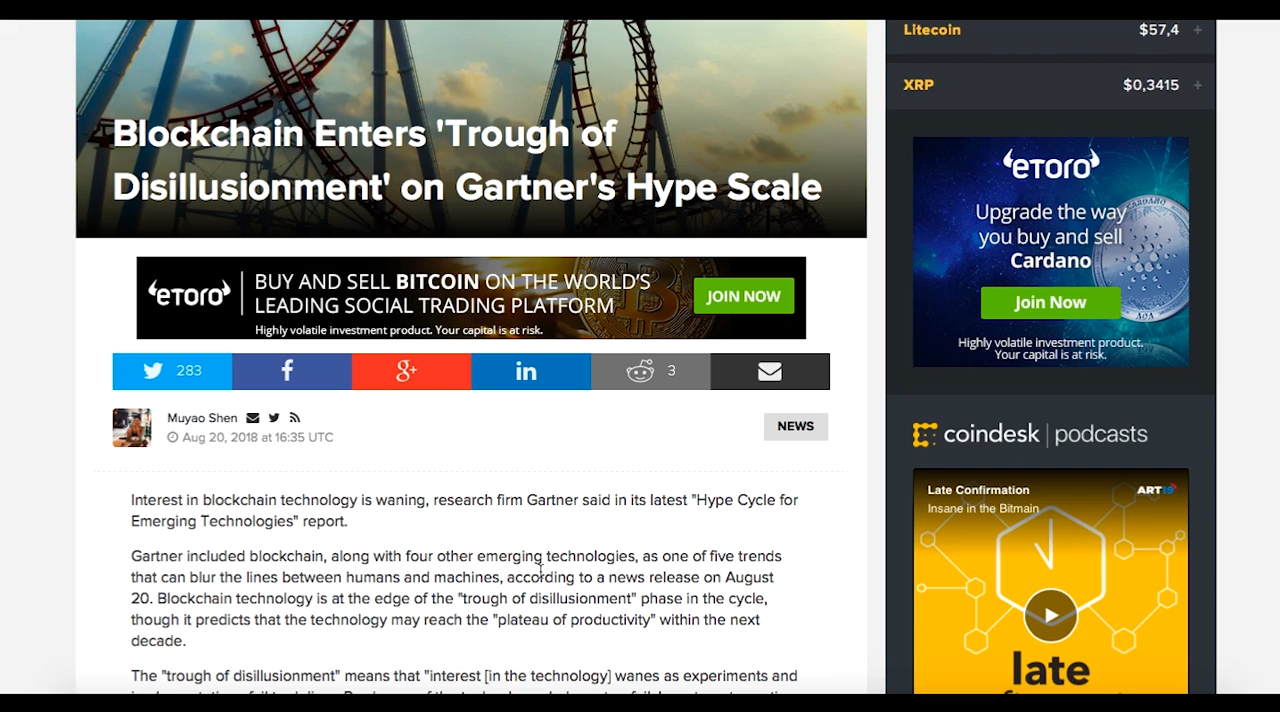 Blockchain Enters 'Trough of
Disillusionment' on Gartner's Hype Scale
eToro
BUY AND SELL BITCOIN ON THE WORLD'S
LEADING SOCIAL TRADING PLATFORM
Highly volatile investment product. Your capital is at risk.
JOIN NOW
283
3
Muyao Shen
Aug 20, 2018 at 16:35 UTC
NEWS
Interest in blockchain technology is waning, research firm Gartner said in its latest "Hype Cycle for
Emerging Technologies" report.
Gartner included blockchain, along with four other emerging technologies, as one of five trends
that can blur the lines between humans and machines, according to a news release on August
20. Blockchain technology is at the edge of the "trough of disillusionment" phase in the cycle,
though it predicts that the technology may reach the "plateau of productivity" within the next
decade.
The "trough of disillusionment" means that "interest [in the technology] wanes as experiments and
Litecoin $57,4 +
XRP $0,3415 +
eToro
Upgrade the way
you buy and sell
Cardano
Join Now
Highly volatile investment product.
Your capital is at risk.
CARDANO
ADA
coindesk | podcasts
Late Confirmation
Insane in the Bitmain
ART19
late